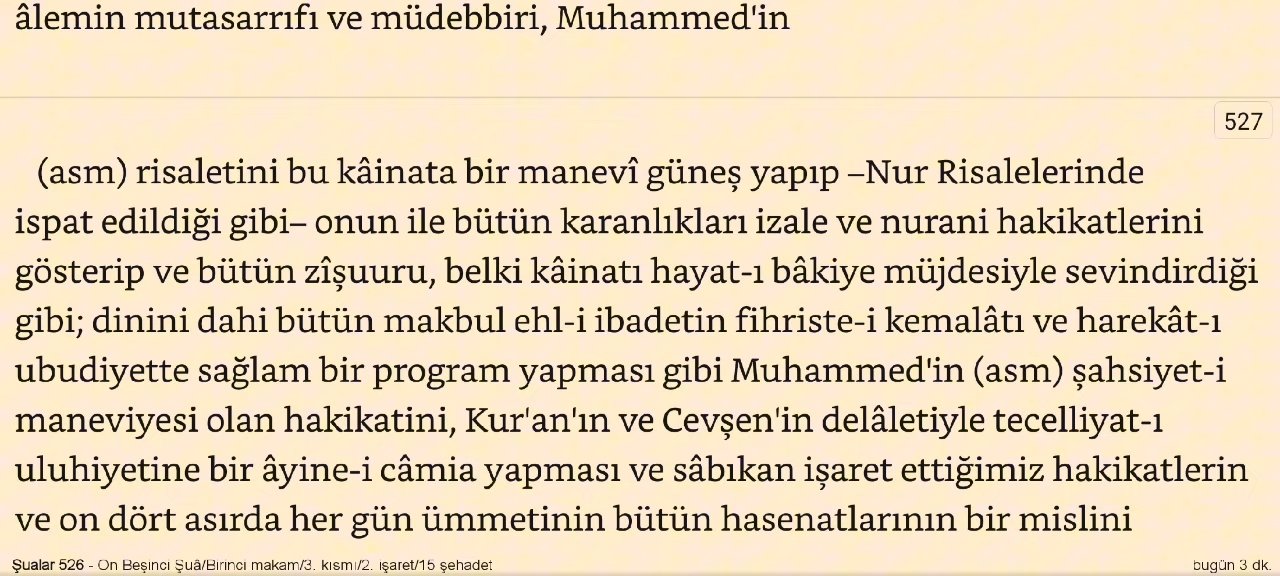 âlemin mutasarrıfı ve müdebbiri, Muhammed'in
527
(asm) risaletini bu kâinata bir manevî güneş yapıp –Nur Risalelerinde
ispat edildiği gibi– onun ile bütün karanlıkları izale ve nurani hakikatlerini
gösterip ve bütün zîşuuru, belki kâinatı hayat-ı bâkiye müjdesiyle sevindirdiği
gibi; dinini dahi bütün makbul ehl-i ibadetin fihriste-i kemalâtı ve harekât-ı
ubudiyette sağlam bir program yapması gibi Muhammed'in (asm) şahsiyet-i
maneviyesi olan hakikatini, Kur'an'ın ve Cevşen'in delâletiyle tecelliyat-ı
uluhiyetine bir âyine-i câmia yapması ve sâbıkan işaret ettiğimiz hakikatlerin
ve on dört asırda her gün ümmetinin bütün hasenatlarının bir mislini
Şualar 526 - On Beşinci Şuâ/Birinci makam/3. kısmı/2. işaret/15 şehadet bugün 3 dk.